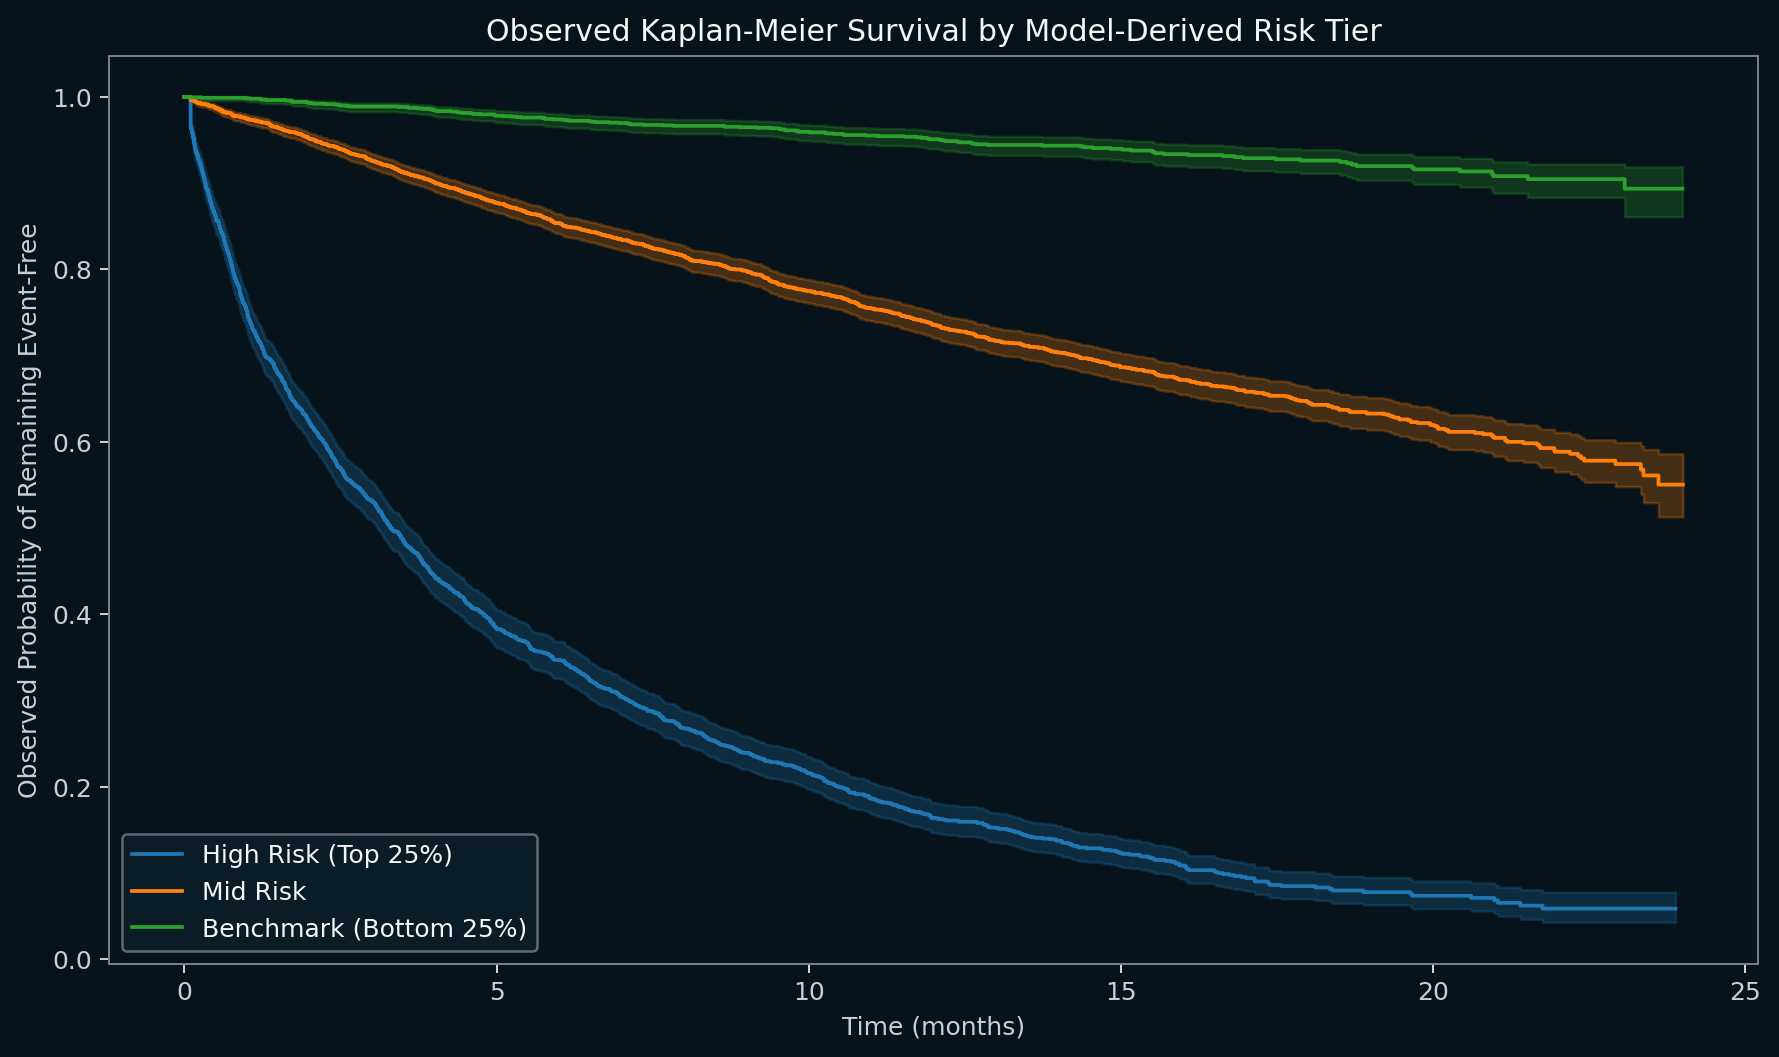 Observed Kaplan-Meier Survival by Model-Derived Risk Tier
Observed Probability of Remaining Event-Free
1.0
0.8
0.6
0.4
0.2
0.0
High Risk (Top 25%)
Mid Risk
Benchmark (Bottom 25%)
0 5 10 15 20 25
Time (months)